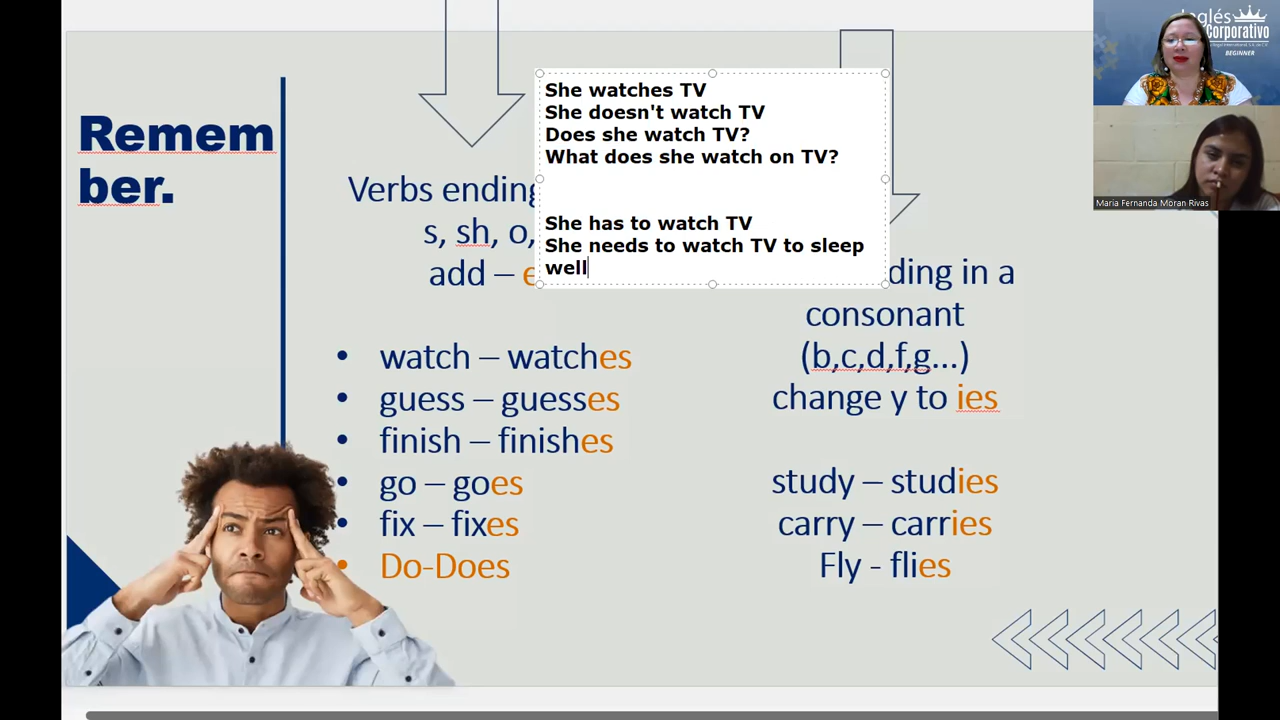 Remem
ber.
Verbs ending
s, sh, o,
add – e
She watches TV
She doesn't watch TV
Does she watch TV?
What does she watch on TV?
She has to watch TV
She needs to watch TV to sleep
well
ding in a
consonant
(b,c,d,f,g...)
change y to ies
• watch – watches
• guess – guesses
• finish – finishes
• go – goes
• fix – fixes
• Do-Does
study – studies
carry – carries
Fly - flies
Inglés
Corporativo
BEGINNER
Maria Fernanda Moran Rivas